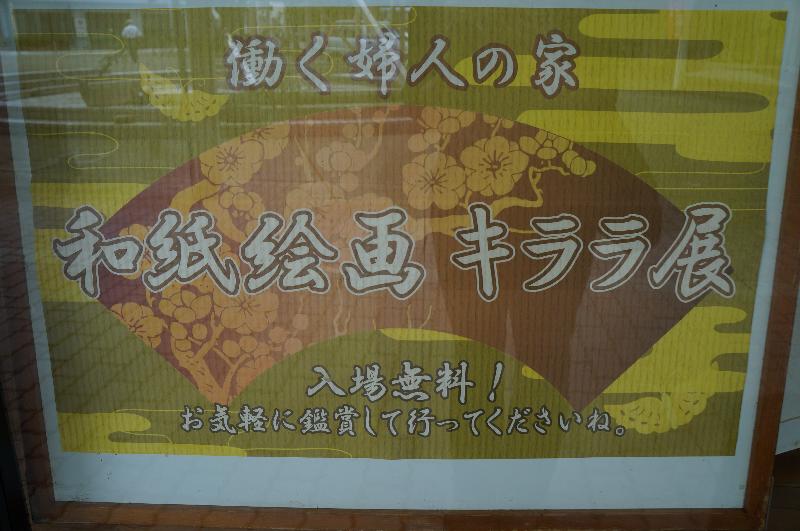 働く婦人の家
和紙絵画 キララ展
入場無料！
お気軽に鑑賞して行ってくださいね。